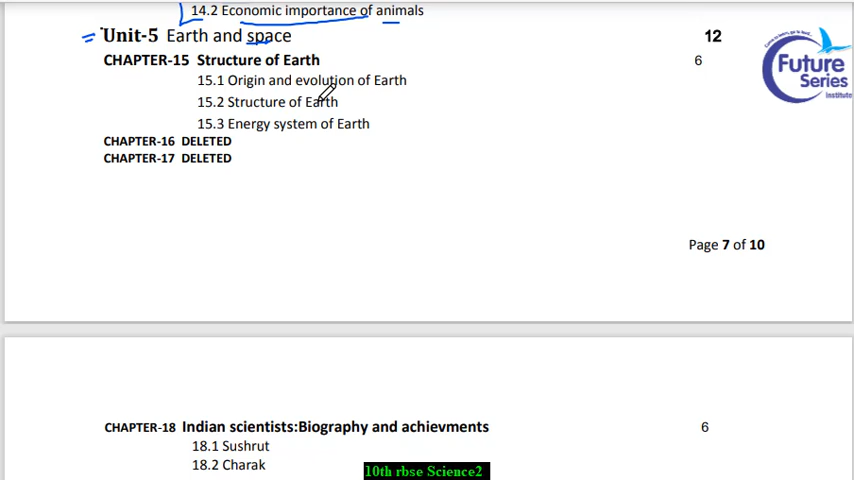 14.2 Economic importance of animals
Unit-5 Earth and space 12
CHAPTER-15 Structure of Earth 6
15.1 Origin and evolution of Earth
15.2 Structure of Earth
15.3 Energy system of Earth
CHAPTER-16 DELETED
CHAPTER-17 DELETED
Future
Series
Institute
Page 7 of 10
CHAPTER-18 Indian scientists:Biography and achievments 6
18.1 Sushrut
18.2 Charak
10th rbse Science2